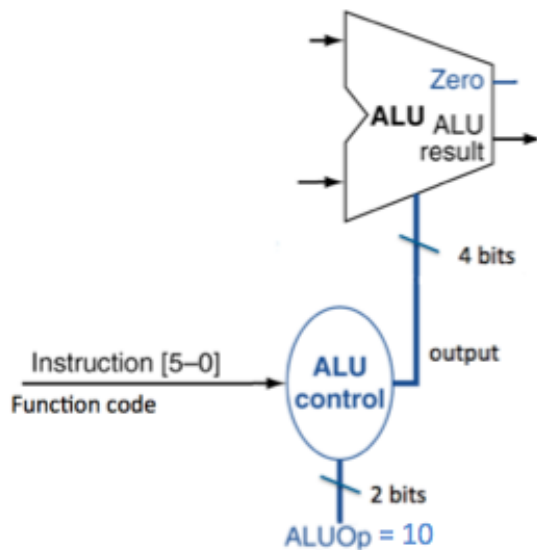 Zero
ALU ALU
result
4 bits
output
Instruction [5–0]
Function code
ALU
control
2 bits
ALUOp = 10